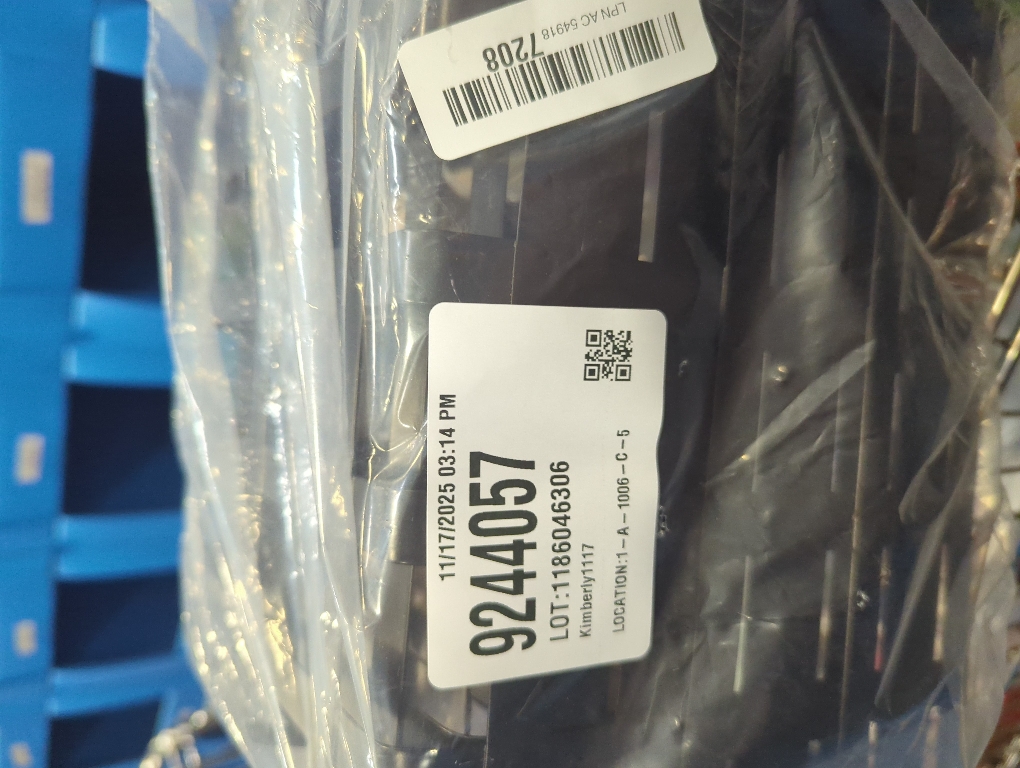 LPN AC 54918
7208
11/17/2025 03:14 PM
9244057
LOT:1186046306
Kimberly1117
LOCATION:1-A-1006-C-5